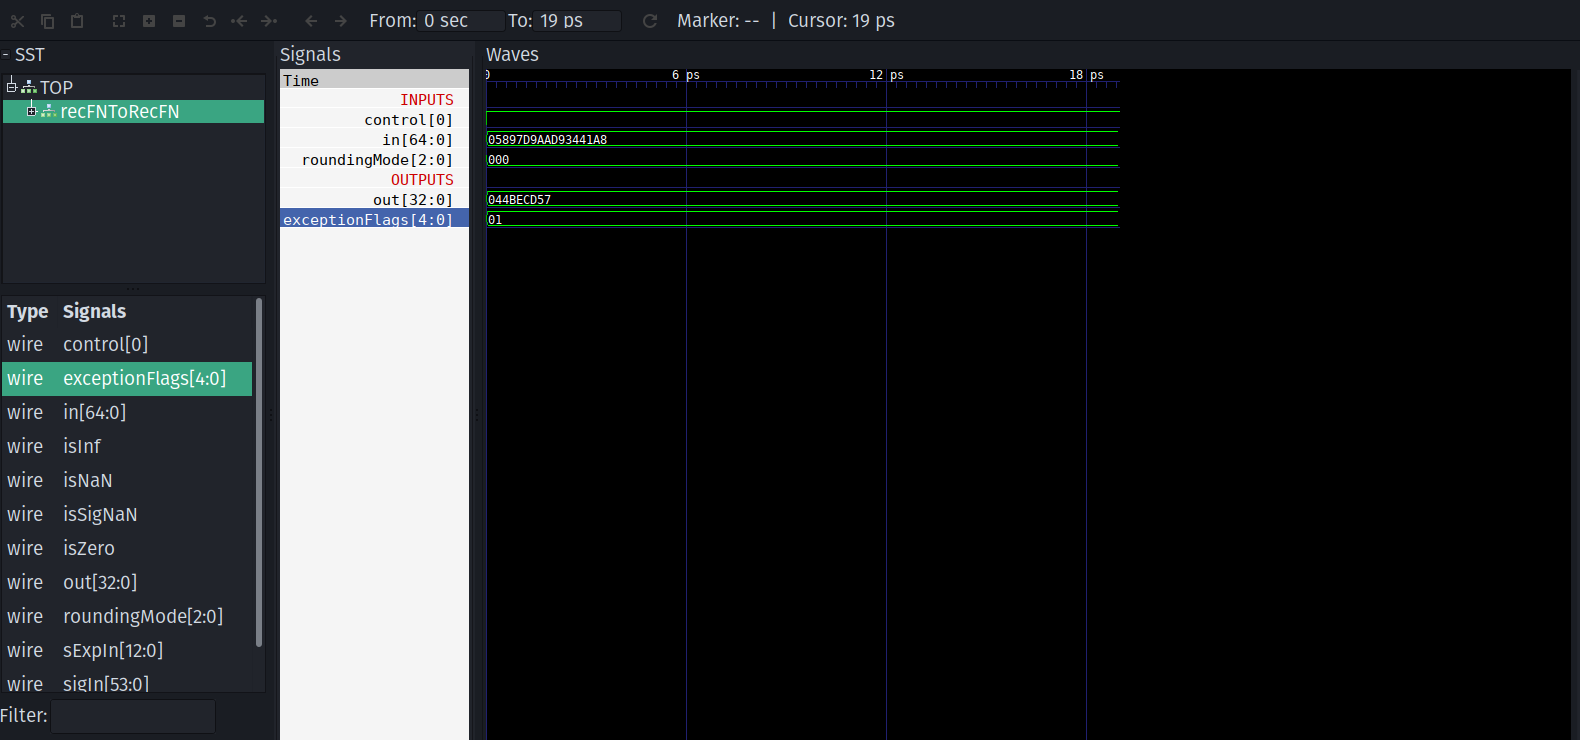 From: 0 sec To: 19 ps Marker: -- | Cursor: 19 ps
SST
TOP
recFNToRecFN
Type Signals
wire control[0]
wire exceptionFlags[4:0]
wire in[64:0]
wire isInf
wire isNaN
wire isSigNaN
wire isZero
wire out[32:0]
wire roundingMode[2:0]
wire sExpIn[12:0]
wire sigIn[53:0]
Filter:
Signals
Time
INPUTS
control[0]
in[64:0]
roundingMode[2:0]
OUTPUTS
out[32:0]
exceptionFlags[4:0]
Waves
0 6 ps 12 ps 18 ps
05897D9AAD93441A8
000
044BECD57
01